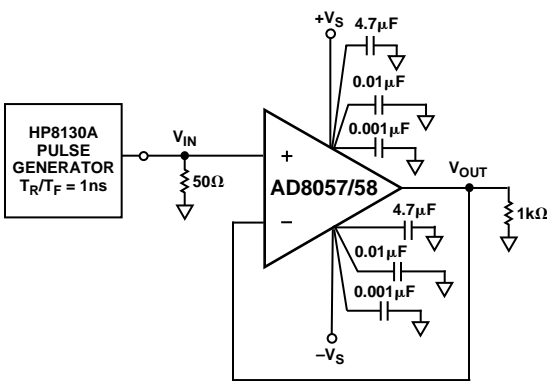 +VS
4.7μF
0.01μF
0.001μF
HP8130A
PULSE
GENERATOR
TR/TF = 1ns
VIN
50Ω
+
AD8057/58
−
VOUT
1kΩ
4.7μF
0.01μF
0.001μF
−VS